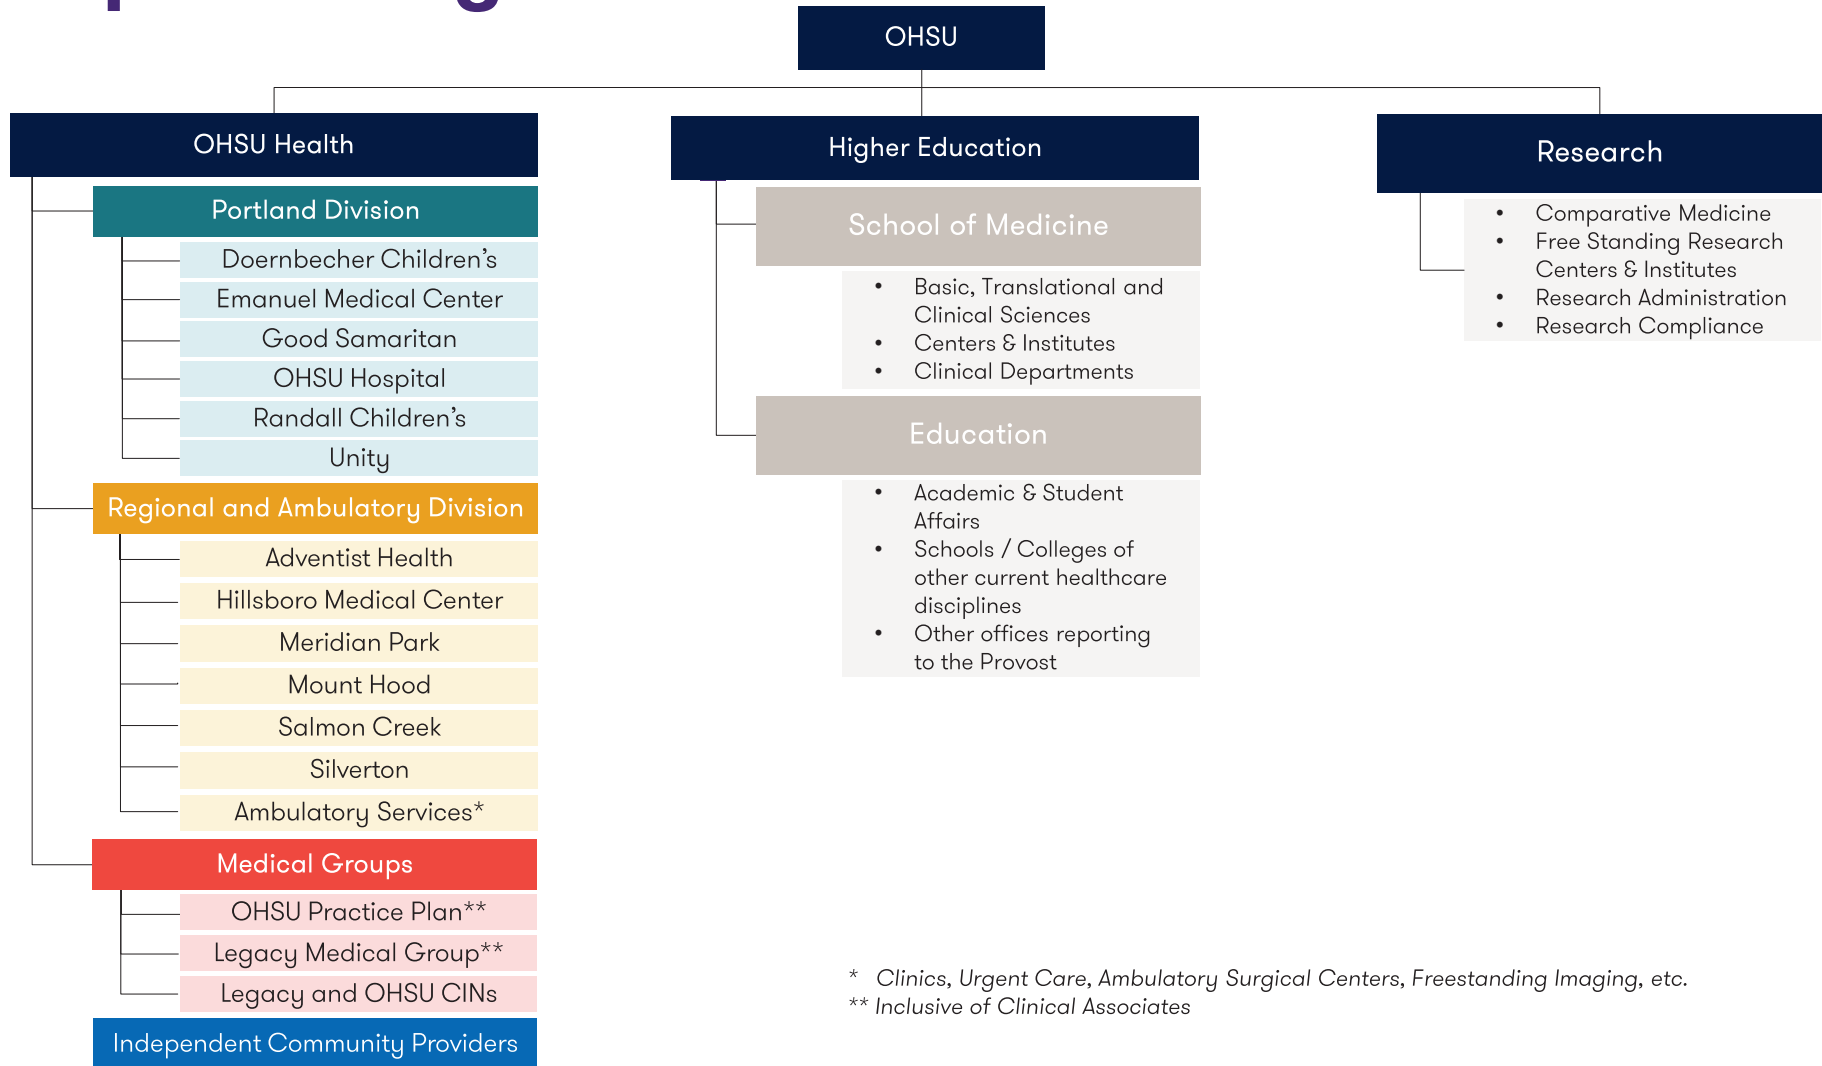 OHSU
OHSU Health
Portland Division
Doernbecher Children's
Emanuel Medical Center
Good Samaritan
OHSU Hospital
Randall Children's
Unity
Regional and Ambulatory Division
Adventist Health
Hillsboro Medical Center
Meridian Park
Mount Hood
Salmon Creek
Silverton
Ambulatory Services*
Medical Groups
OHSU Practice Plan**
Legacy Medical Group**
Legacy and OHSU CINs
Independent Community Providers
Higher Education
School of Medicine
• Basic, Translational and
Clinical Sciences
• Centers & Institutes
• Clinical Departments
Education
• Academic & Student
Affairs
• Schools / Colleges of
other current healthcare
disciplines
• Other offices reporting
to the Provost
Research
• Comparative Medicine
• Free Standing Research
Centers & Institutes
• Research Administration
• Research Compliance
* Clinics, Urgent Care, Ambulatory Surgical Centers, Freestanding Imaging, etc.
** Inclusive of Clinical Associates